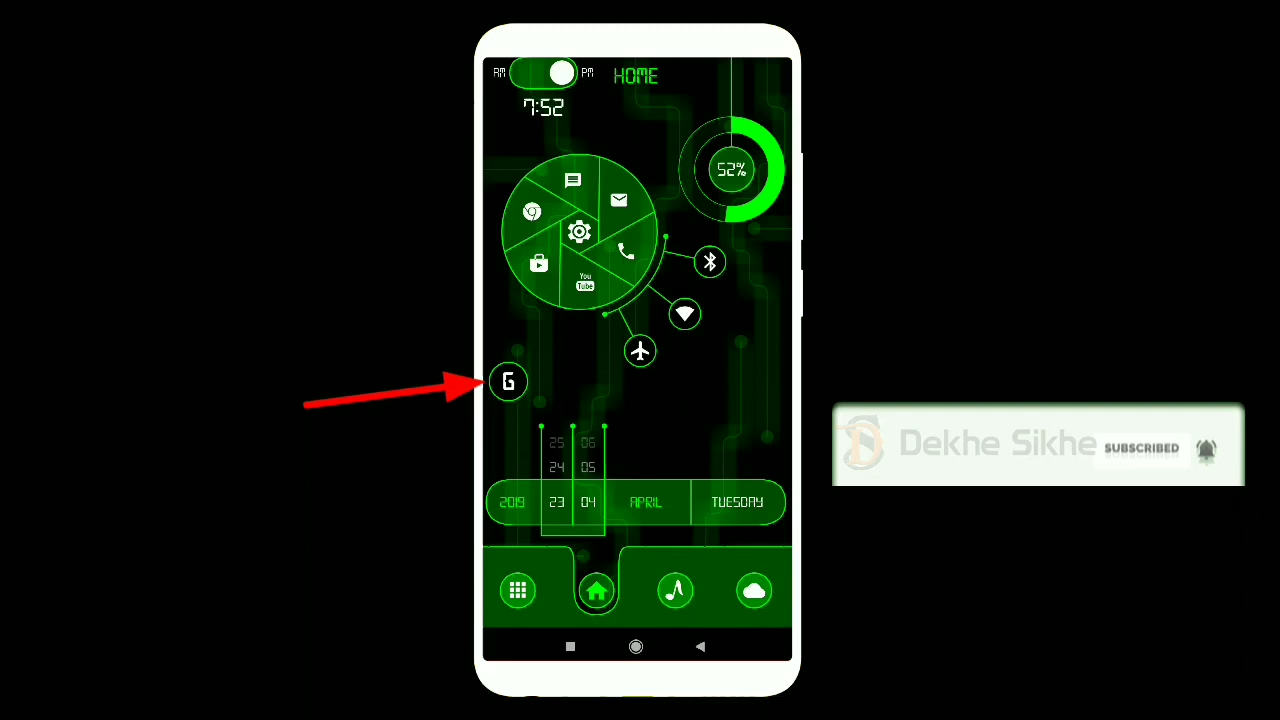 AM PM HOME
7:52
52%
You
Tube
G
25 06
24 05
2019 23 04 APRIL TUESDAY
Dekhe Sikhe SUBSCRIBED